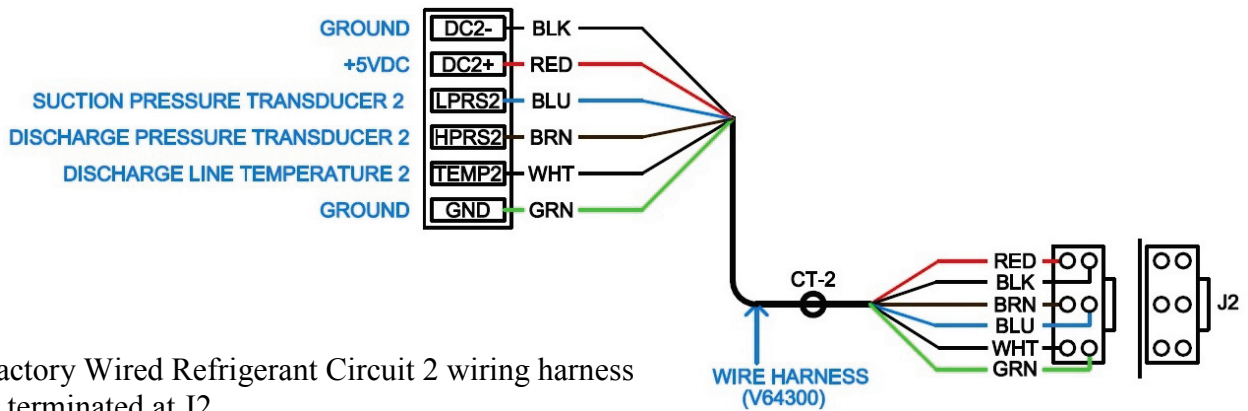 GROUND DC2- BLK
+5VDC DC2+ RED
SUCTION PRESSURE TRANSDUCER 2 LPRS2 BLU
DISCHARGE PRESSURE TRANSDUCER 2 HPRS2 BRN
DISCHARGE LINE TEMPERATURE 2 TEMP2 WHT
GROUND GND GRN
CT-2
RED
BLK
BRN
BLU
WHT
GRN
J2
WIRE HARNESS
(V64300)
actory Wired Refrigerant Circuit 2 wiring harness
terminated at J2